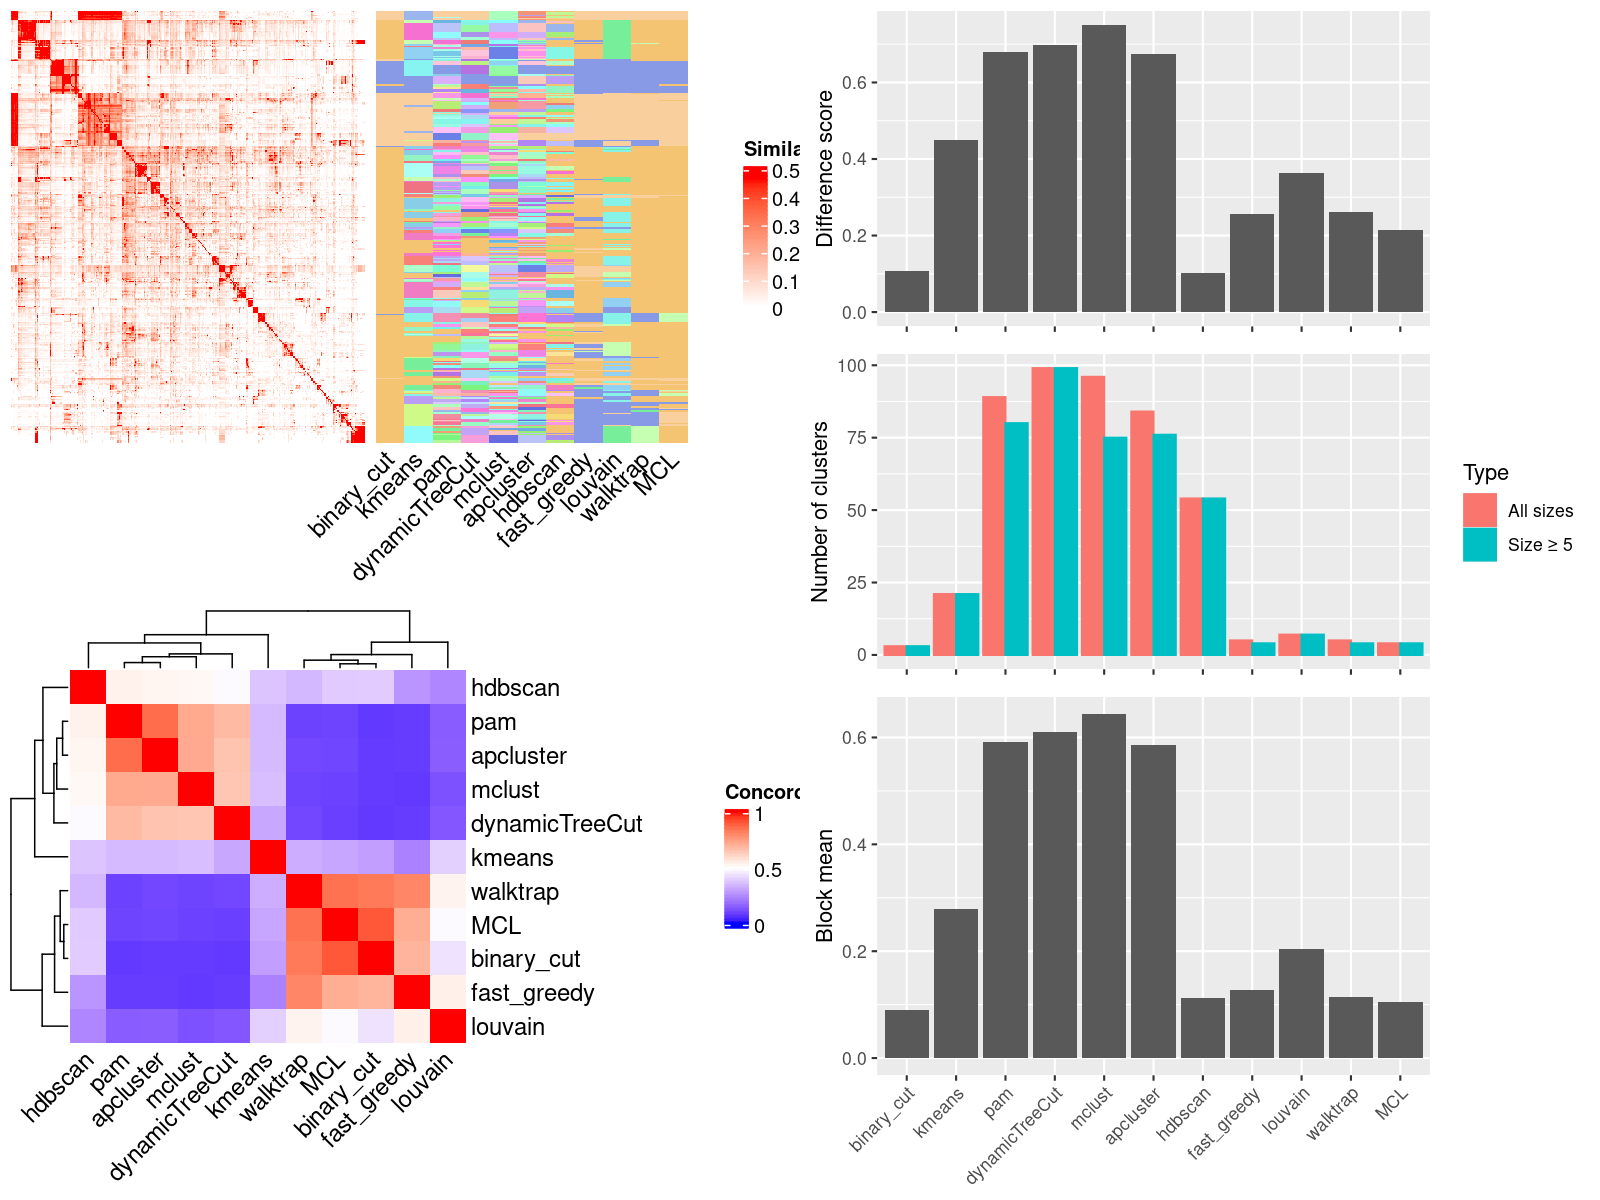 Simila
0.5
0.4
0.3
0.2
0.1
0
binary_cut
kmeans
pam
dynamicTreeCut
mclust
apcluster
hdbscan
fast_greedy
louvain
walktrap
MCL
hdbscan
pam
apcluster
mclust
dynamicTreeCut
kmeans
walktrap
MCL
binary_cut
fast_greedy
louvain
hdbscan
pam
apcluster
mclust
dynamicTreeCut
kmeans
walktrap
MCL
binary_cut
fast_greedy
louvain
Concord
1
0.5
0
Difference score
0.6
0.4
0.2
0.0
Number of clusters
100
75
50
25
0
Type
All sizes
Size ≥ 5
Block mean
0.6
0.4
0.2
0.0
binary_cut
kmeans
pam
dynamicTreeCut
mclust
apcluster
hdbscan
fast_greedy
louvain
walktrap
MCL